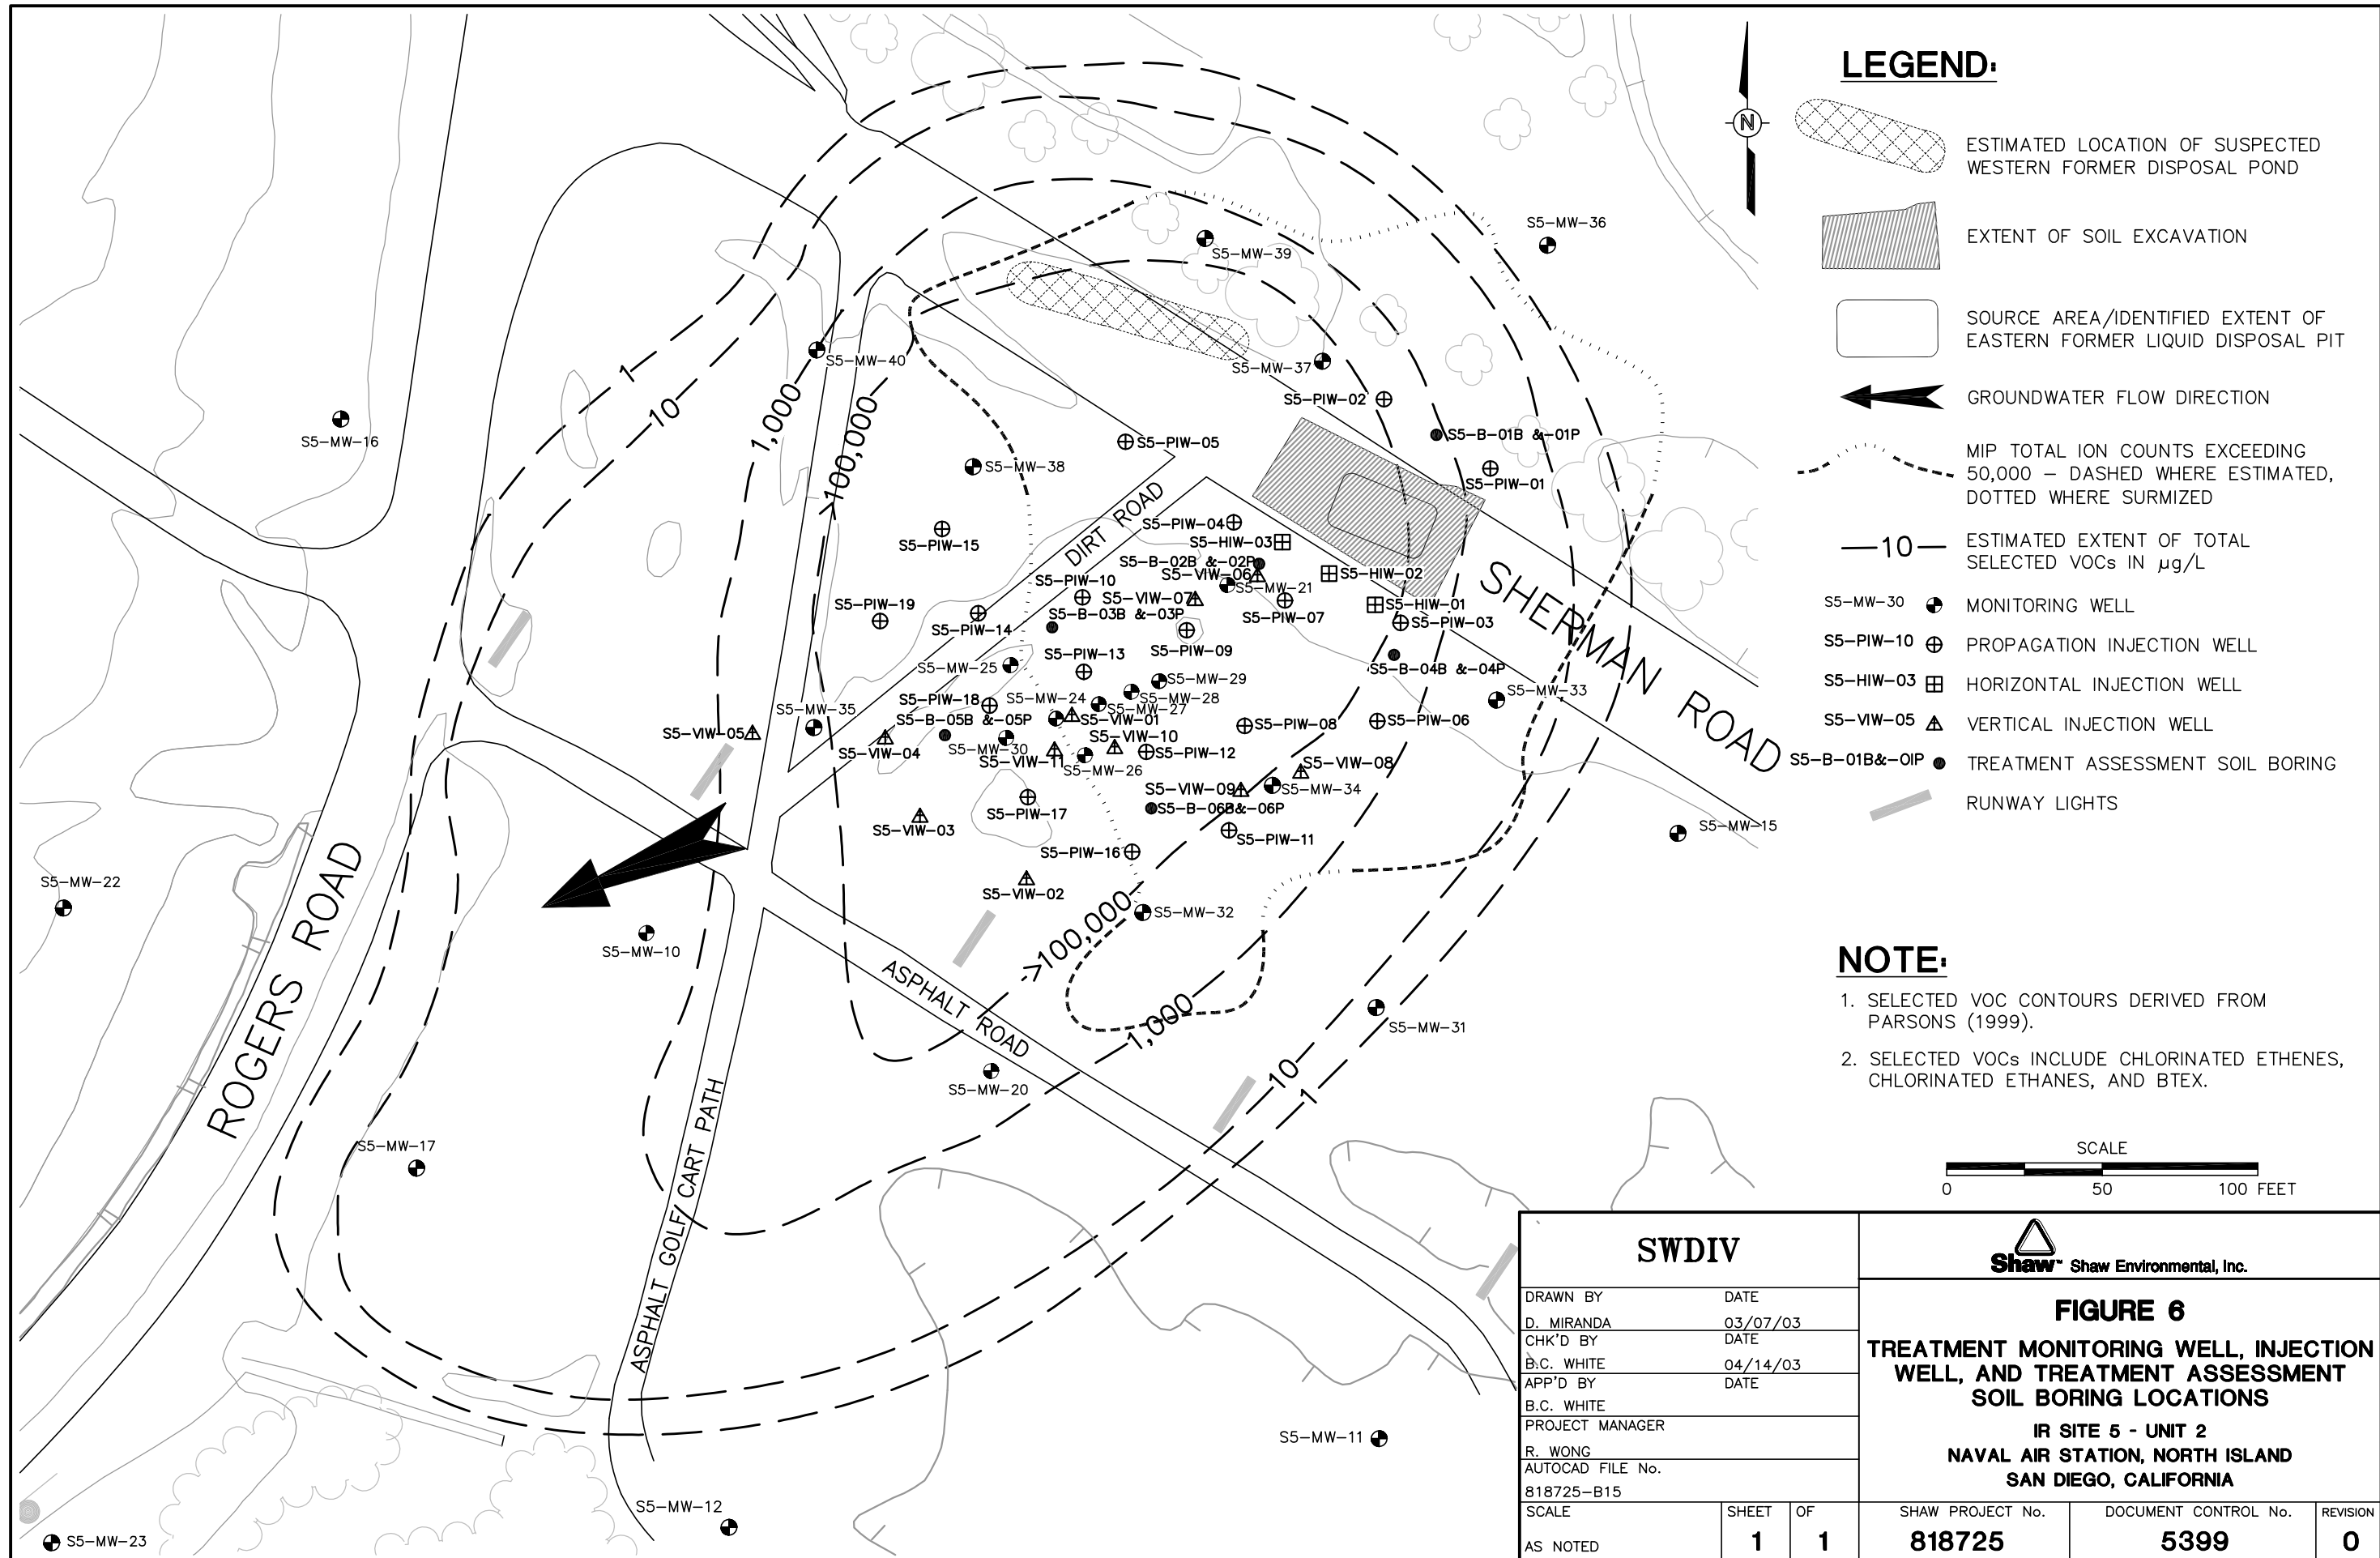 LEGEND:
ESTIMATED LOCATION OF SUSPECTED
WESTERN FORMER DISPOSAL POND
EXTENT OF SOIL EXCAVATION
SOURCE AREA/IDENTIFIED EXTENT OF
EASTERN FORMER LIQUID DISPOSAL PIT
GROUNDWATER FLOW DIRECTION
MIP TOTAL ION COUNTS EXCEEDING
50,000 – DASHED WHERE ESTIMATED,
DOTTED WHERE SURMIZED
10
ESTIMATED EXTENT OF TOTAL
SELECTED VOCs IN µg/L
S5-MW-30 MONITORING WELL
S5-PIW-10 PROPAGATION INJECTION WELL
S5-HIW-03 HORIZONTAL INJECTION WELL
S5-VIW-05 VERTICAL INJECTION WELL
S5-B-01B&-OIP TREATMENT ASSESSMENT SOIL BORING
RUNWAY LIGHTS
NOTE:
1. SELECTED VOC CONTOURS DERIVED FROM
PARSONS (1999).
2. SELECTED VOCs INCLUDE CHLORINATED ETHENES,
CHLORINATED ETHANES, AND BTEX.
SCALE
0 50 100 FEET
N
S5-MW-36
S5-MW-39
S5-MW-40
S5-MW-37
1
10
1,000
>100,000
S5-PIW-02
S5-MW-16
S5-PIW-05
S5-B-01B &-01P
S5-MW-38
S5-PIW-01
DIRT ROAD
S5-PIW-04
S5-PIW-15
S5-HIW-03
S5-B-02B &-02P
S5-VIW-06
S5-HIW-02
S5-PIW-10
S5-MW-21
S5-VIW-07
S5-PIW-19
S5-HIW-01
S5-B-03B &-03P
S5-PIW-07
S5-PIW-14
S5-PIW-03
SHERMAN ROAD
S5-PIW-13
S5-PIW-09
S5-MW-25
S5-B-04B &-04P
S5-MW-29
S5-MW-28
S5-MW-33
S5-PIW-18
S5-MW-24
S5-MW-27
S5-MW-35
S5-B-05B &-05P
S5-VIW-01
S5-PIW-08
S5-PIW-06
S5-VIW-05
S5-VIW-10
S5-VIW-04
S5-MW-30
S5-VIW-11
S5-PIW-12
S5-MW-26
S5-VIW-08
S5-VIW-09
S5-MW-34
S5-B-06B&-06P
S5-PIW-17
S5-VIW-03
S5-PIW-11
S5-MW-15
S5-PIW-16
S5-MW-22
S5-VIW-02
S5-MW-32
>100,000
S5-MW-10
ROGERS ROAD
ASPHALT ROAD
1,000
S5-MW-31
10
1
S5-MW-20
ASPHALT GOLF CART PATH
S5-MW-17
S5-MW-11
S5-MW-12
S5-MW-23
SWDIV
DRAWN BY DATE
D. MIRANDA 03/07/03
CHK'D BY DATE
B.C. WHITE 04/14/03
APP'D BY DATE
B.C. WHITE
PROJECT MANAGER
R. WONG
AUTOCAD FILE No.
818725-B15
SCALE SHEET OF
AS NOTED 1 1
Shaw™ Shaw Environmental, Inc.
FIGURE 6
TREATMENT MONITORING WELL, INJECTION
WELL, AND TREATMENT ASSESSMENT
SOIL BORING LOCATIONS
IR SITE 5 - UNIT 2
NAVAL AIR STATION, NORTH ISLAND
SAN DIEGO, CALIFORNIA
SHAW PROJECT No. DOCUMENT CONTROL No. REVISION
818725 5399 0